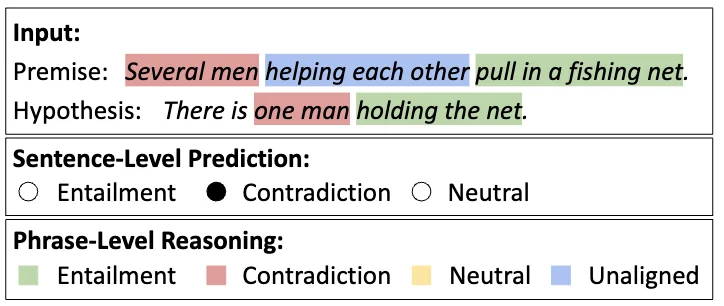 Input:
Premise: Several men helping each other pull in a fishing net.
Hypothesis: There is one man holding the net.
Sentence-Level Prediction:
Entailment Contradiction Neutral
Phrase-Level Reasoning:
Entailment Contradiction Neutral Unaligned